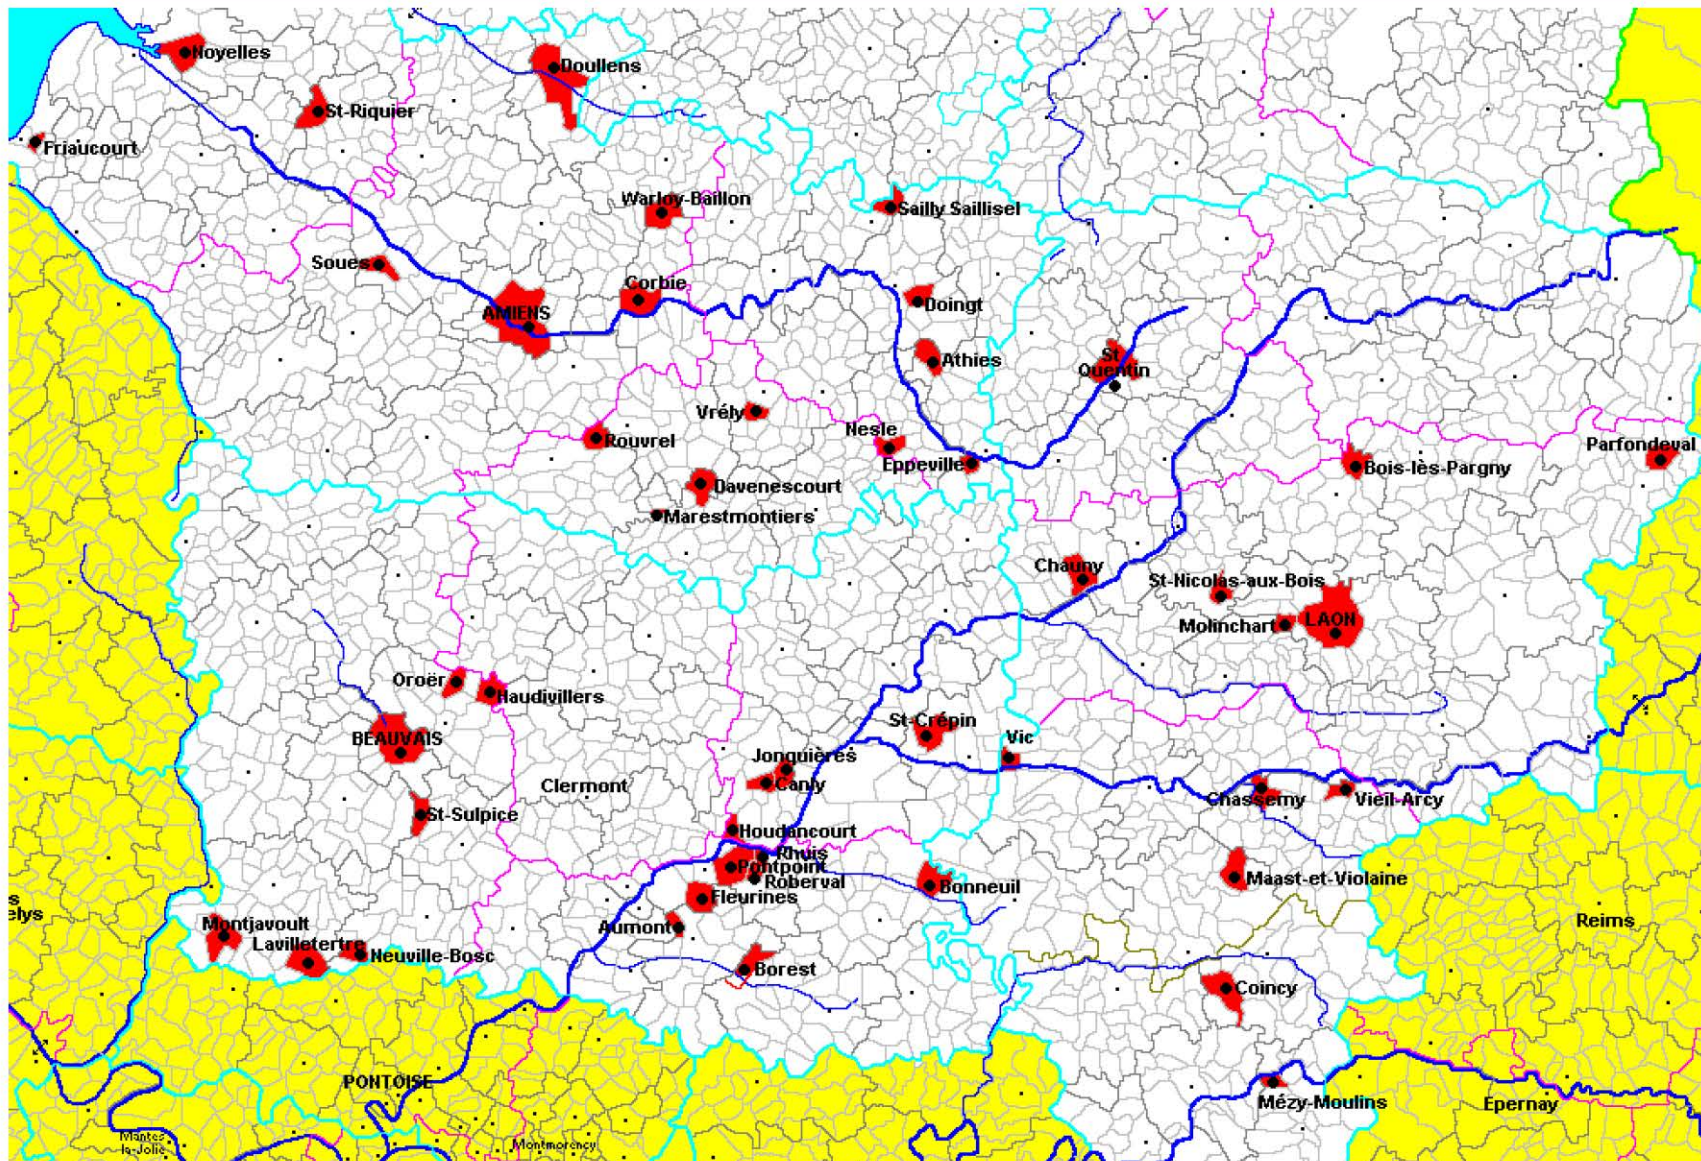 Noyelles
Doullens
St-Riquier
Friaucourt
Warloy-Baillon
Sailly Saillisel
Soues
Corbie
Doingt
AMIENS
Athies
St
Quentin
Vrély
Nesle
Rouvrel
Eppeville
Parfondeval
Bois-lès-Pargny
Davenescourt
Marestmontiers
Chauny
St-Nicolas-aux-Bois
Molinchart
LAON
Oroër
Haudivillers
St-Crépin
BEAUVAIS
Vic
Jonquières
Clermont
Canly
Chassemy
Vieil-Arcy
St-Sulpice
Houdancourt
Rhuis
Pontpoint
Roberval
Bonneuil
Maast-et-Violaine
Fleurines
s
elys
Montjavoult
Aumont
Reims
Lavilletertre
Neuville-Bosc
Borest
Coincy
PONTOISE
Mézy-Moulins
Epernay
Mantes
la-Jolie
Montmorency